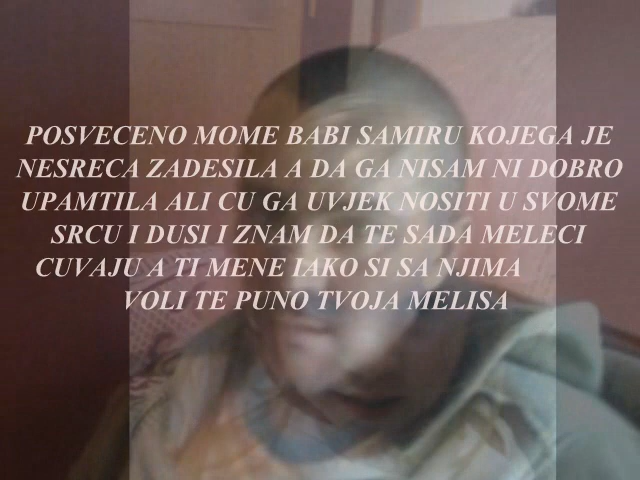 POSVECENO MOME BABI SAMIRU KOJEGA JE
NESRECA ZADESILA A DA GA NISAM NI DOBRO
UPAMTILA ALI CU GA UVJEK NOSITI U SVOME
SRCU I DUSI I ZNAM DA TE SADA MELECI
CUVAJU A TI MENE IAKO SI SA NJIMA
VOLI TE PUNO TVOJA MELISA